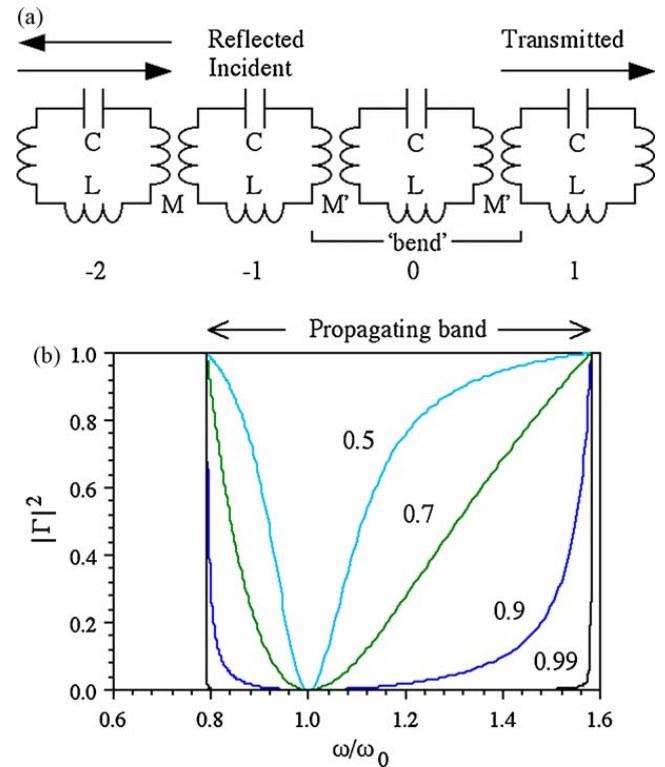 (a)
Reflected
Incident
Transmitted
C C C C
L L L L
M M' M'
'bend'
-2 -1 0 1
(b)
Propagating band
1.0
0.8
0.6
0.4
0.2
0.0
|Γ|²
0.5
0.7
0.9
0.99
0.6 0.8 1.0 1.2 1.4 1.6
ω/ω₀